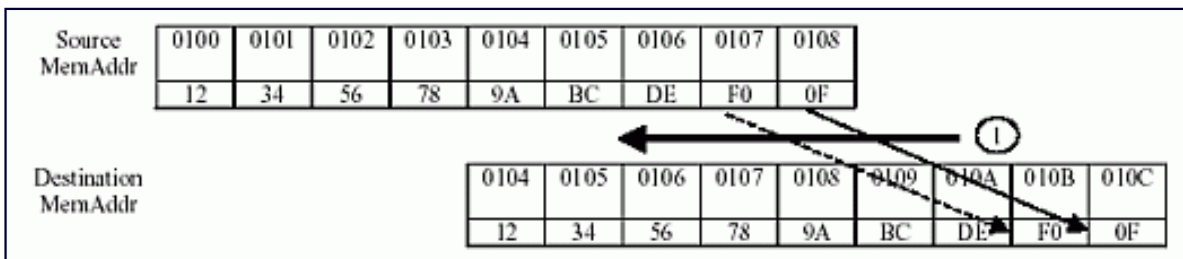 Source MemAddr 0100 0101 0102 0103 0104 0105 0106 0107 0108
12 34 56 78 9A BC DE F0 0F
1
Destination MemAddr 0104 0105 0106 0107 0108 0109 010A 010B 010C
12 34 56 78 9A BC DE F0 0F